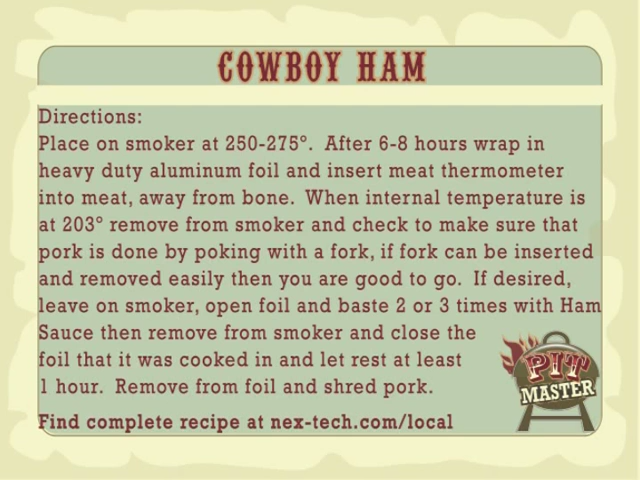 COWBOY HAM
Directions:
Place on smoker at 250-275°. After 6-8 hours wrap in
heavy duty aluminum foil and insert meat thermometer
into meat, away from bone. When internal temperature is
at 203° remove from smoker and check to make sure that
pork is done by poking with a fork, if fork can be inserted
and removed easily then you are good to go. If desired,
leave on smoker, open foil and baste 2 or 3 times with Ham
Sauce then remove from smoker and close the
foil that it was cooked in and let rest at least
1 hour. Remove from foil and shred pork.
Find complete recipe at nex-tech.com/local
PIT
MASTER